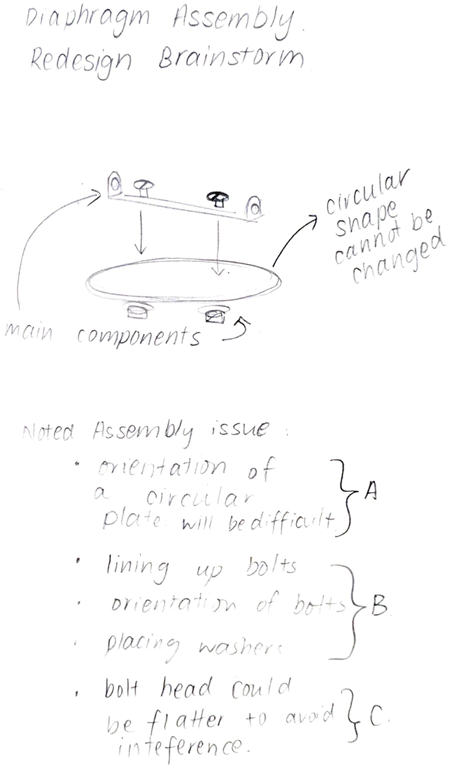 Diaphragm Assembly.
Redesign Brainstorm
circular
shape
cannot be
changed
main components
Noted Assembly issue:
• orientation of
a circular
plate will be difficult
A
• lining up bolts
• orientation of bolts
B
• placing washers
• bolt head could
be flatter to avoid
C.
inteference.